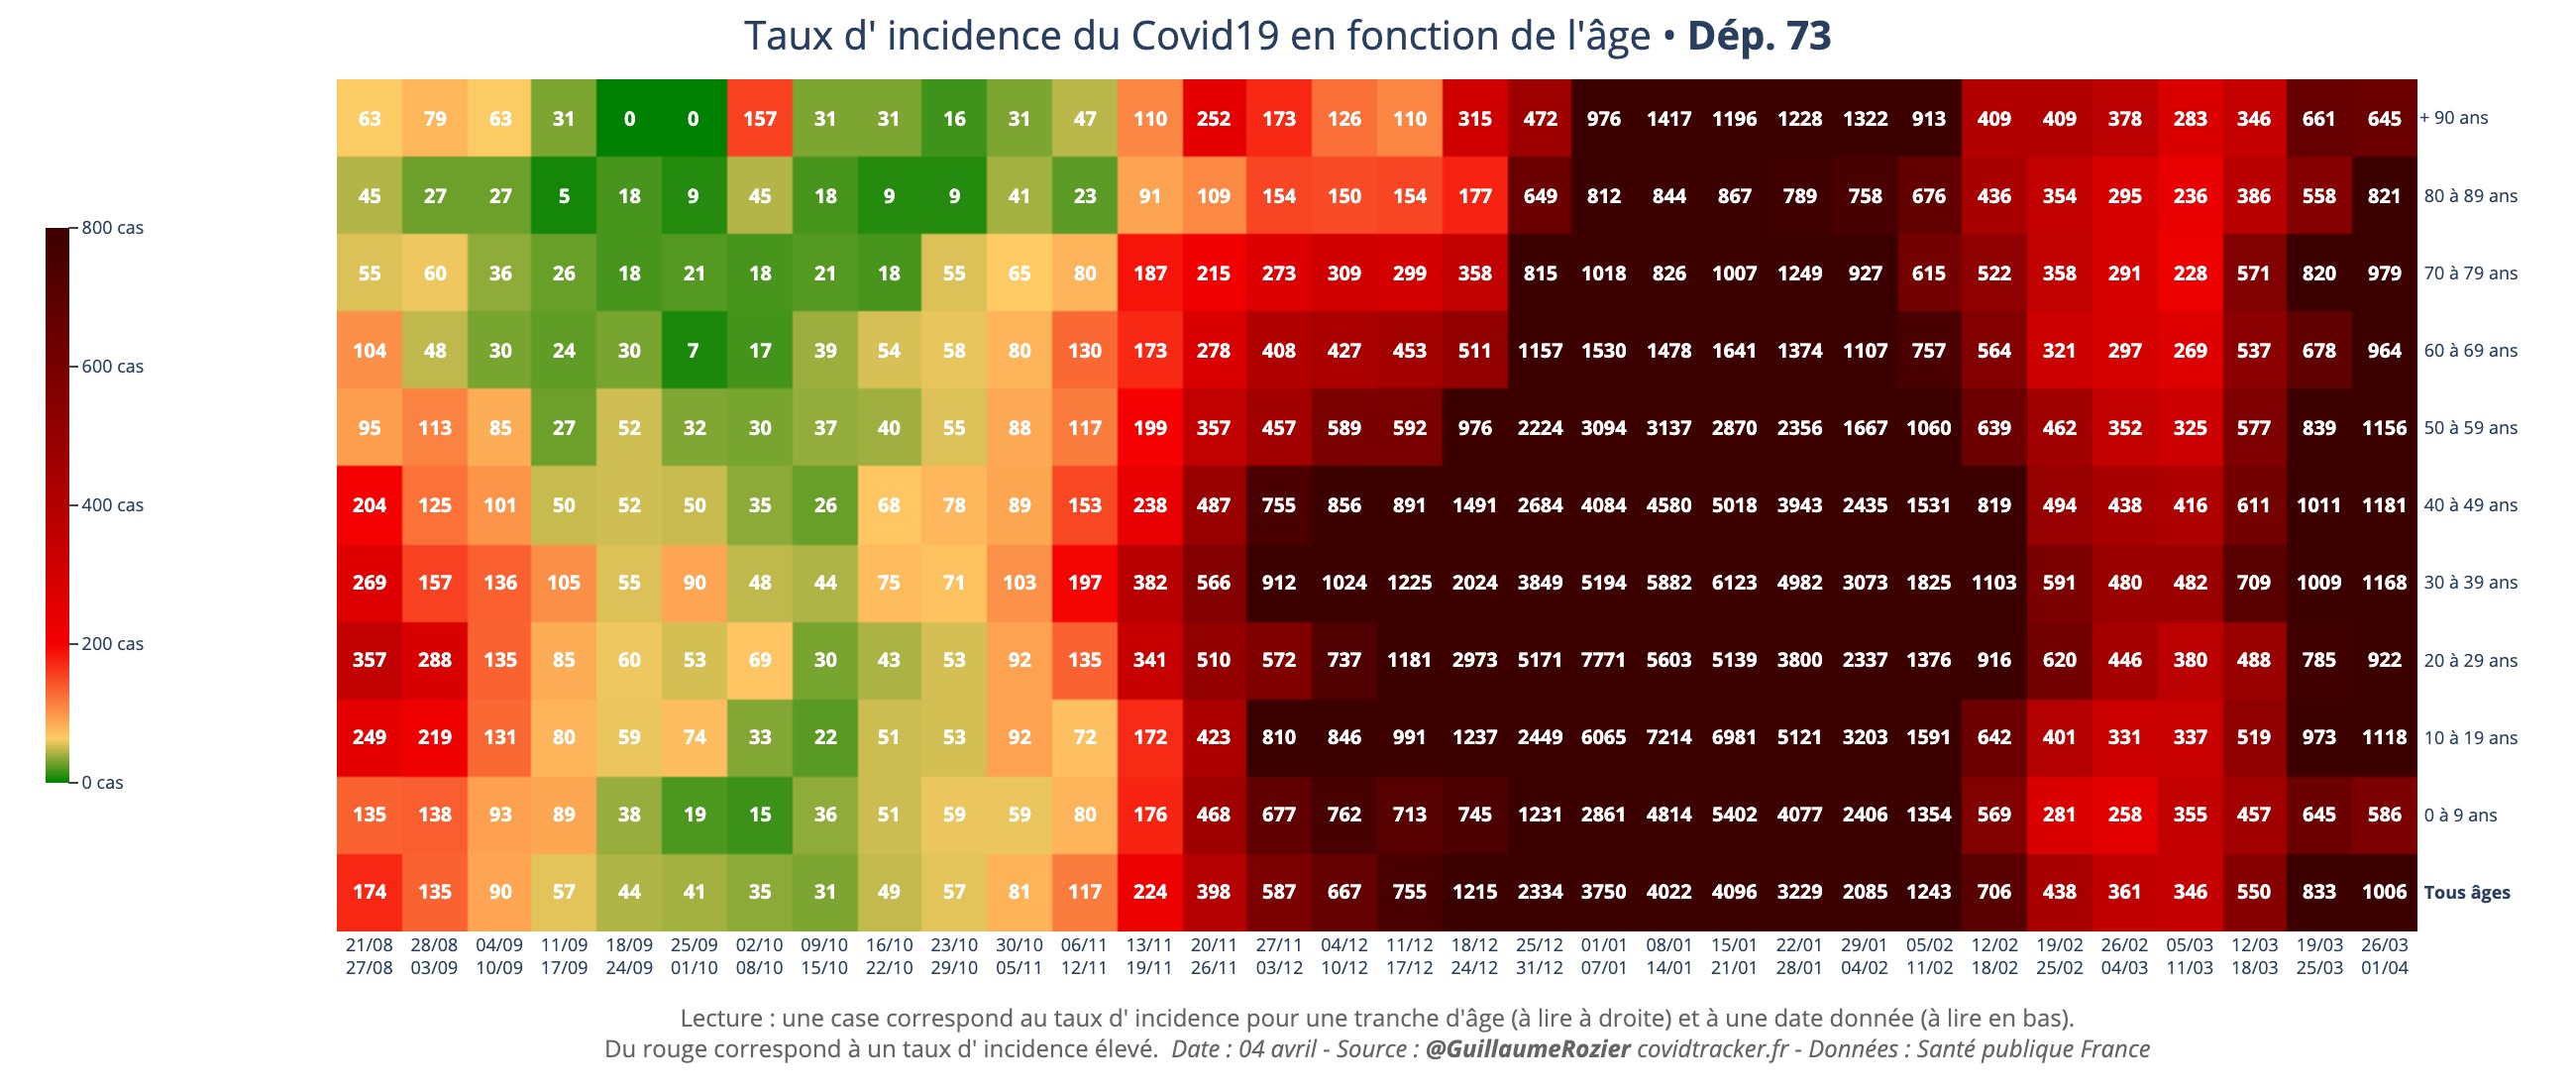 Taux d' incidence du Covid19 en fonction de l'âge • Dép. 73
63 79 63 31 0 0 157 31 31 16 31 47 110 252 173 126 110 315 472 976 1417 1196 1228 1322 913 409 409 378 283 346 661 645 + 90 ans
45 27 27 5 18 9 45 18 9 9 41 23 91 109 154 150 154 177 649 812 844 867 789 758 676 436 354 295 236 386 558 821 80 à 89 ans
800 cas
55 60 36 26 18 21 18 21 18 55 65 80 187 215 273 309 299 358 815 1018 826 1007 1249 927 615 522 358 291 228 571 820 979 70 à 79 ans
104 48 30 24 30 7 17 39 54 58 80 130 173 278 408 427 453 511 1157 1530 1478 1641 1374 1107 757 564 321 297 269 537 678 964 60 à 69 ans
600 cas
95 113 85 27 52 32 30 37 40 55 88 117 199 357 457 589 592 976 2224 3094 3137 2870 2356 1667 1060 639 462 352 325 577 839 1156 50 à 59 ans
400 cas
204 125 101 50 52 50 35 26 68 78 89 153 238 487 755 856 891 1491 2684 4084 4580 5018 3943 2435 1531 819 494 438 416 611 1011 1181 40 à 49 ans
269 157 136 105 55 90 48 44 75 71 103 197 382 566 912 1024 1225 2024 3849 5194 5882 6123 4982 3073 1825 1103 591 480 482 709 1009 1168 30 à 39 ans
200 cas
357 288 135 85 60 53 69 30 43 53 92 135 341 510 572 737 1181 2973 5171 7771 5603 5139 3800 2337 1376 916 620 446 380 488 785 922 20 à 29 ans
249 219 131 80 59 74 33 22 51 53 92 72 172 423 810 846 991 1237 2449 6065 7214 6981 5121 3203 1591 642 401 331 337 519 973 1118 10 à 19 ans
0 cas
135 138 93 89 38 19 15 36 51 59 59 80 176 468 677 762 713 745 1231 2861 4814 5402 4077 2406 1354 569 281 258 355 457 645 586 0 à 9 ans
174 135 90 57 44 41 35 31 49 57 81 117 224 398 587 667 755 1215 2334 3750 4022 4096 3229 2085 1243 706 438 361 346 550 833 1006 Tous âges
21/08 28/08 04/09 11/09 18/09 25/09 02/10 09/10 16/10 23/10 30/10 06/11 13/11 20/11 27/11 04/12 11/12 18/12 25/12 01/01 08/01 15/01 22/01 29/01 05/02 12/02 19/02 26/02 05/03 12/03 19/03 26/03
27/08 03/09 10/09 17/09 24/09 01/10 08/10 15/10 22/10 29/10 05/11 12/11 19/11 26/11 03/12 10/12 17/12 24/12 31/12 07/01 14/01 21/01 28/01 04/02 11/02 18/02 25/02 04/03 11/03 18/03 25/03 01/04
Lecture : une case correspond au taux d' incidence pour une tranche d'âge (à lire à droite) et à une date donnée (à lire en bas).
Du rouge correspond à un taux d' incidence élevé. Date : 04 avril - Source : @GuillaumeRozier covidtracker.fr - Données : Santé publique France